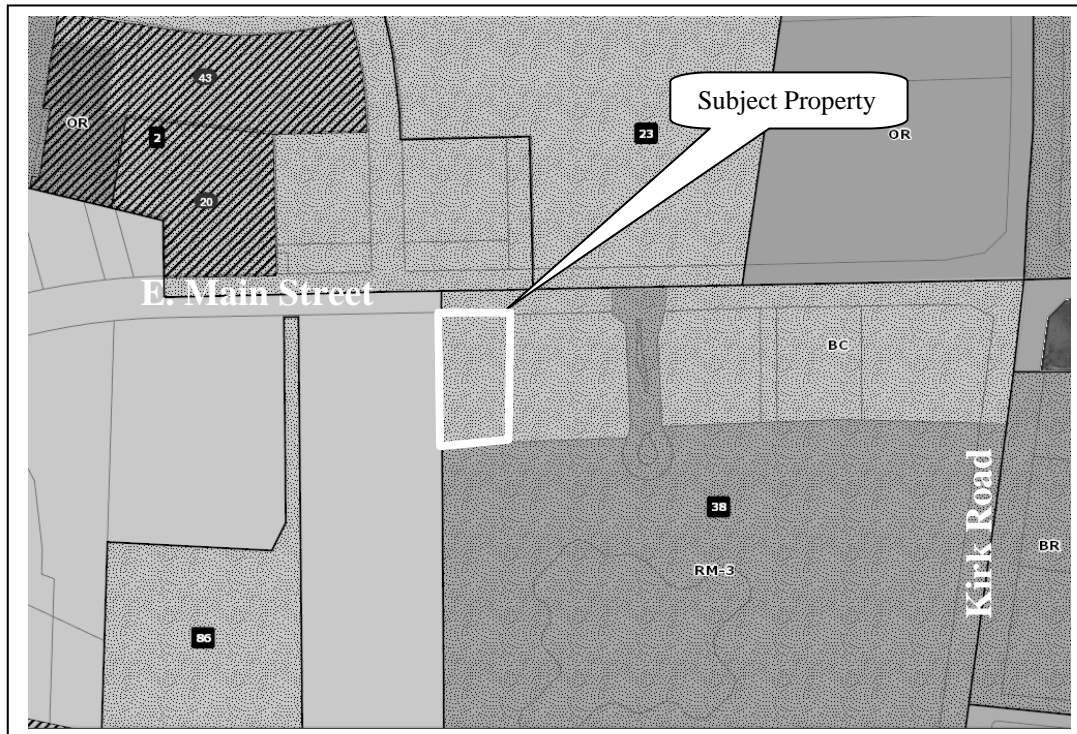 43
OR
2
20
Subject Property
23
OR
E. Main Street
BC
38
RM-3
Kirk Road
BR
86